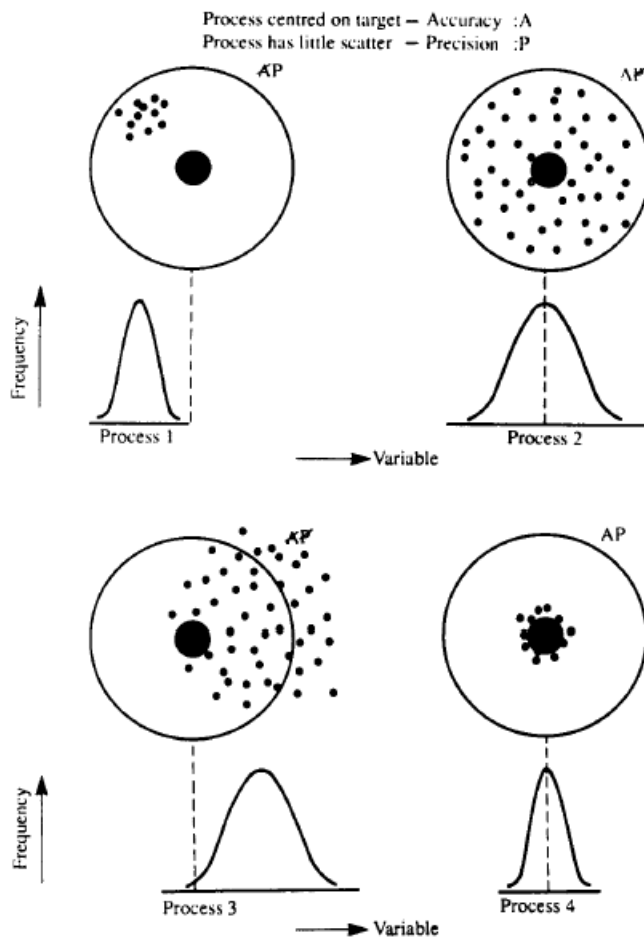 Process centred on target – Accuracy :A
Process has little scatter – Precision :P
AP
AP
Frequency
Process 1
Process 2
Variable
AP
AP
Frequency
Process 3
Process 4
Variable